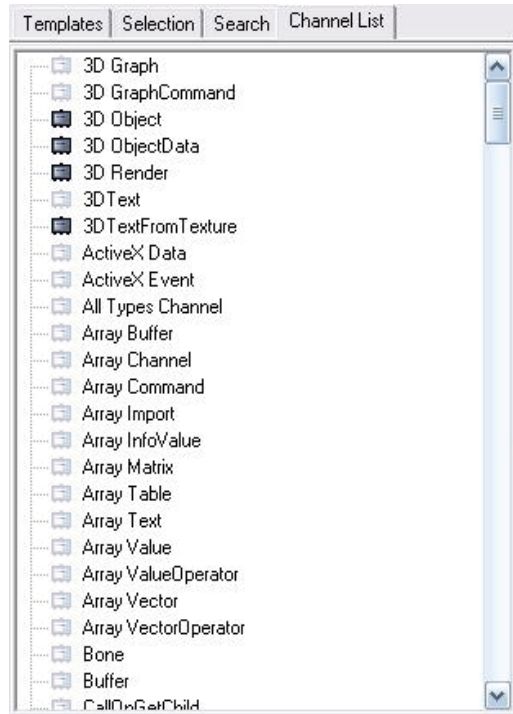 Templates Selection Search Channel List
3D Graph
3D GraphCommand
3D Object
3D ObjectData
3D Render
3DText
3DTextFromTexture
ActiveX Data
ActiveX Event
All Types Channel
Array Buffer
Array Channel
Array Command
Array Import
Array InfoValue
Array Matrix
Array Table
Array Text
Array Value
Array ValueOperator
Array Vector
Array VectorOperator
Bone
Buffer
CallOnGetChild